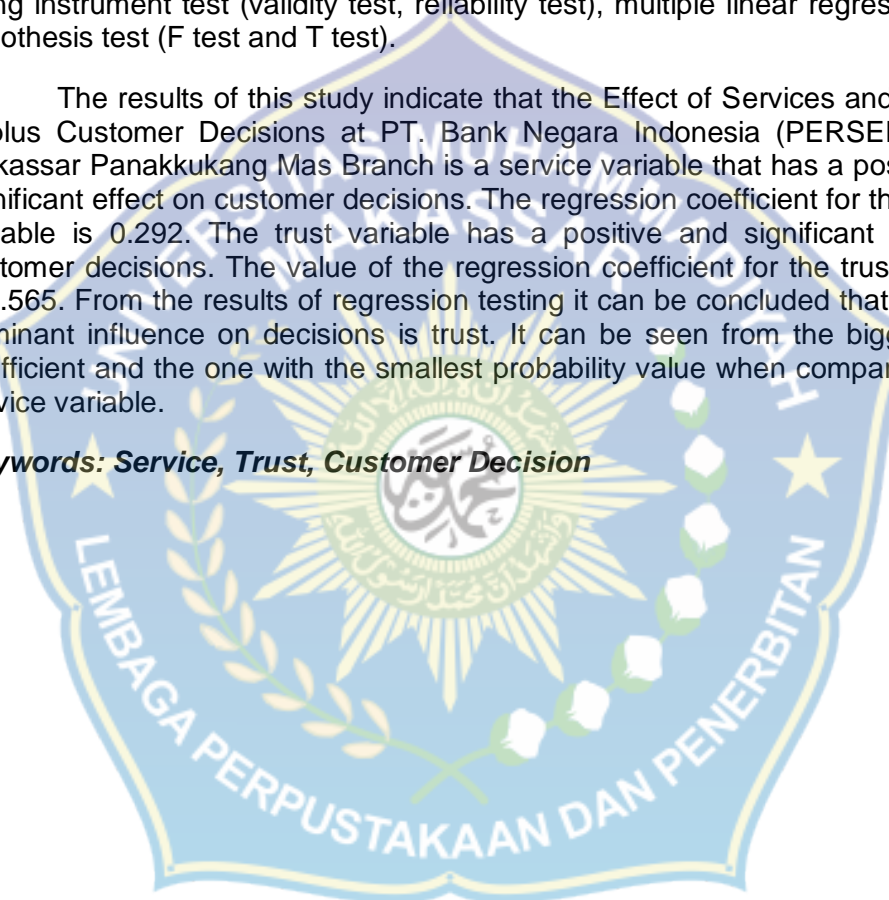 ng instrument test (validity test, reliability test), multiple linear regres
othesis test (F test and T test).
The results of this study indicate that the Effect of Services and
olus Customer Decisions at PT. Bank Negara Indonesia (PERSE
kassar Panakkukang Mas Branch is a service variable that has a pos
nificant effect on customer decisions. The regression coefficient for th
able is 0.292. The trust variable has a positive and significant
tomer decisions. The value of the regression coefficient for the trus
.565. From the results of regression testing it can be concluded that
minant influence on decisions is trust. It can be seen from the bigg
fficient and the one with the smallest probability value when compar
vice variable.
ywords: Service, Trust, Customer Decision
UNIVERSITAS MUHAMMADIYAH
MAKASSAR
LEMBAGA PERPUSTAKAAN DAN PENERBITAN